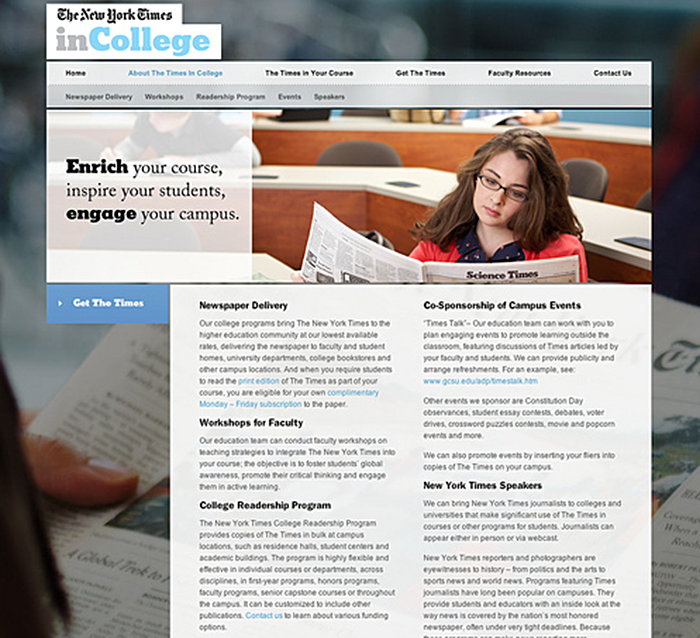 The New York Times
inCollege
Home About The Times In College The Times in Your Course Get The Times Faculty Resources Contact Us
Newspaper Delivery Workshops Readership Program Events Speakers
Enrich your course,
inspire your students,
engage your campus.
Science Times
Get The Times
Newspaper Delivery
Our college programs bring The New York Times to the
higher education community at our lowest available
rates, delivering the newspaper to faculty and student
homes, university departments, college bookstores and
other campus locations. And when you require students
to read the print edition of The Times as part of your
course, you are eligible for your own complimentary
Monday – Friday subscription to the paper.
Workshops for Faculty
Our education team can conduct faculty workshops on
teaching strategies to integrate The New York Times into
your course; the objective is to foster students' global
awareness, promote their critical thinking and engage
them in active learning.
College Readership Program
The New York Times College Readership Program
provides copies of The Times in bulk at campus
locations, such as residence halls, student centers and
academic buildings. The program is highly flexible and
effective in individual courses or departments, across
disciplines, in first-year programs, honors programs,
faculty programs, senior capstone courses or throughout
the campus. It can be customized to include other
publications. Contact us to learn about various funding
options.
Co-Sponsorship of Campus Events
"Times Talk"– Our education team can work with you to
plan engaging events to promote learning outside the
classroom, featuring discussions of Times articles led by
your faculty and students. We can provide publicity and
arrange refreshments. For an example, see:
www.gcsu.edu/adp/timestalk.htm
Other events we sponsor are Constitution Day
observances, student essay contests, debates, voter
drives, crossword puzzles contests, movie and popcorn
events and more.
We can also promote events by inserting your fliers into
copies of The Times on your campus.
New York Times Speakers
We can bring New York Times journalists to colleges and
universities that make significant use of The Times in
courses or other programs for students. Journalists can
appear either in person or via webcast.
New York Times reporters and photographers are
eyewitnesses to history – from politics and the arts to
sports news and world news. Programs featuring Times
journalists have long been popular on campuses. They
provide students and educators with an inside look at the
way news is covered by the nation's most honored
newspaper, often under very tight deadlines. Because
A Global Trek to